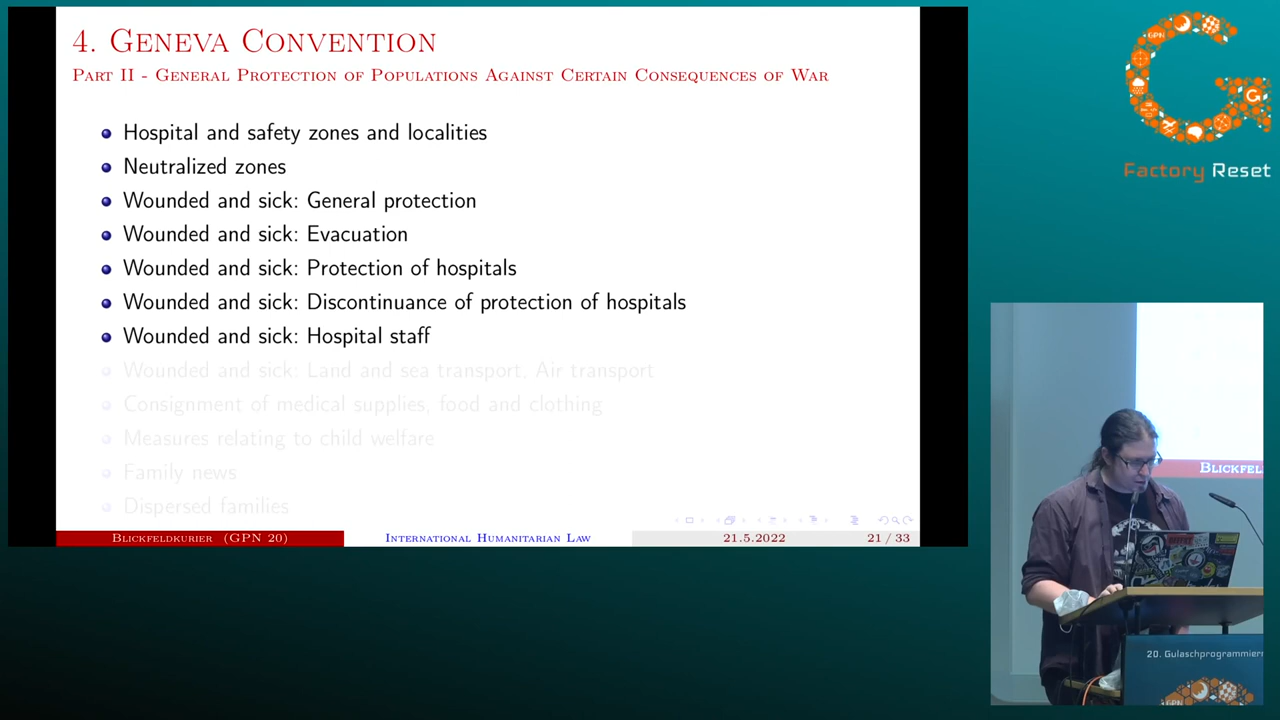 4. Geneva Convention
Part II - General Protection of Populations Against Certain Consequences of War
Hospital and safety zones and localities
Neutralized zones
Wounded and sick: General protection
Wounded and sick: Evacuation
Wounded and sick: Protection of hospitals
Wounded and sick: Discontinuance of protection of hospitals
Wounded and sick: Hospital staff
Wounded and sick: Land and sea transport. Air transport
Consignment of medical supplies, food and clothing
Measures relating to child welfare
Family news
Dispersed families
Blickfeldkurier (GPN 20) International Humanitarian Law 21.5.2022 21 / 33
GPN
Factory Reset
Blickfel
20. Gulaschprogrammier